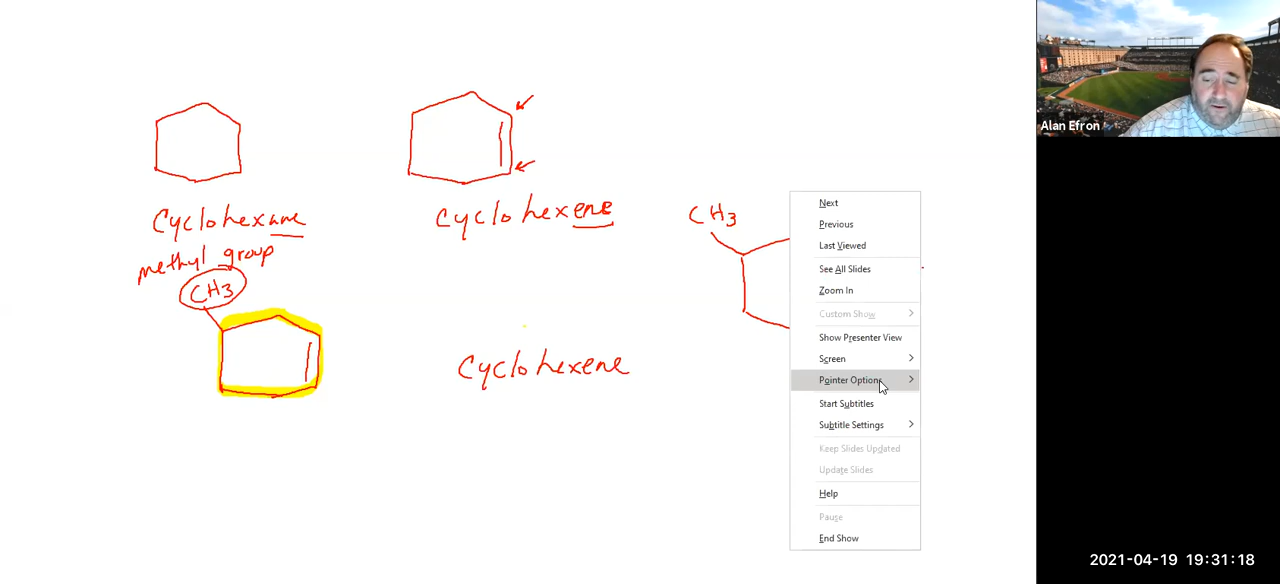 Alan Efron
Cyclohexane
Cyclohexene
methyl group
CH3
Cyclohexene
CH3
Next
Previous
Last Viewed
See All Slides
Zoom In
Custom Show
Show Presenter View
Screen
Pointer Options
Start Subtitles
Subtitle Settings
Keep Slides Updated
Update Slides
Help
Pause
End Show
2021-04-19 19:31:18